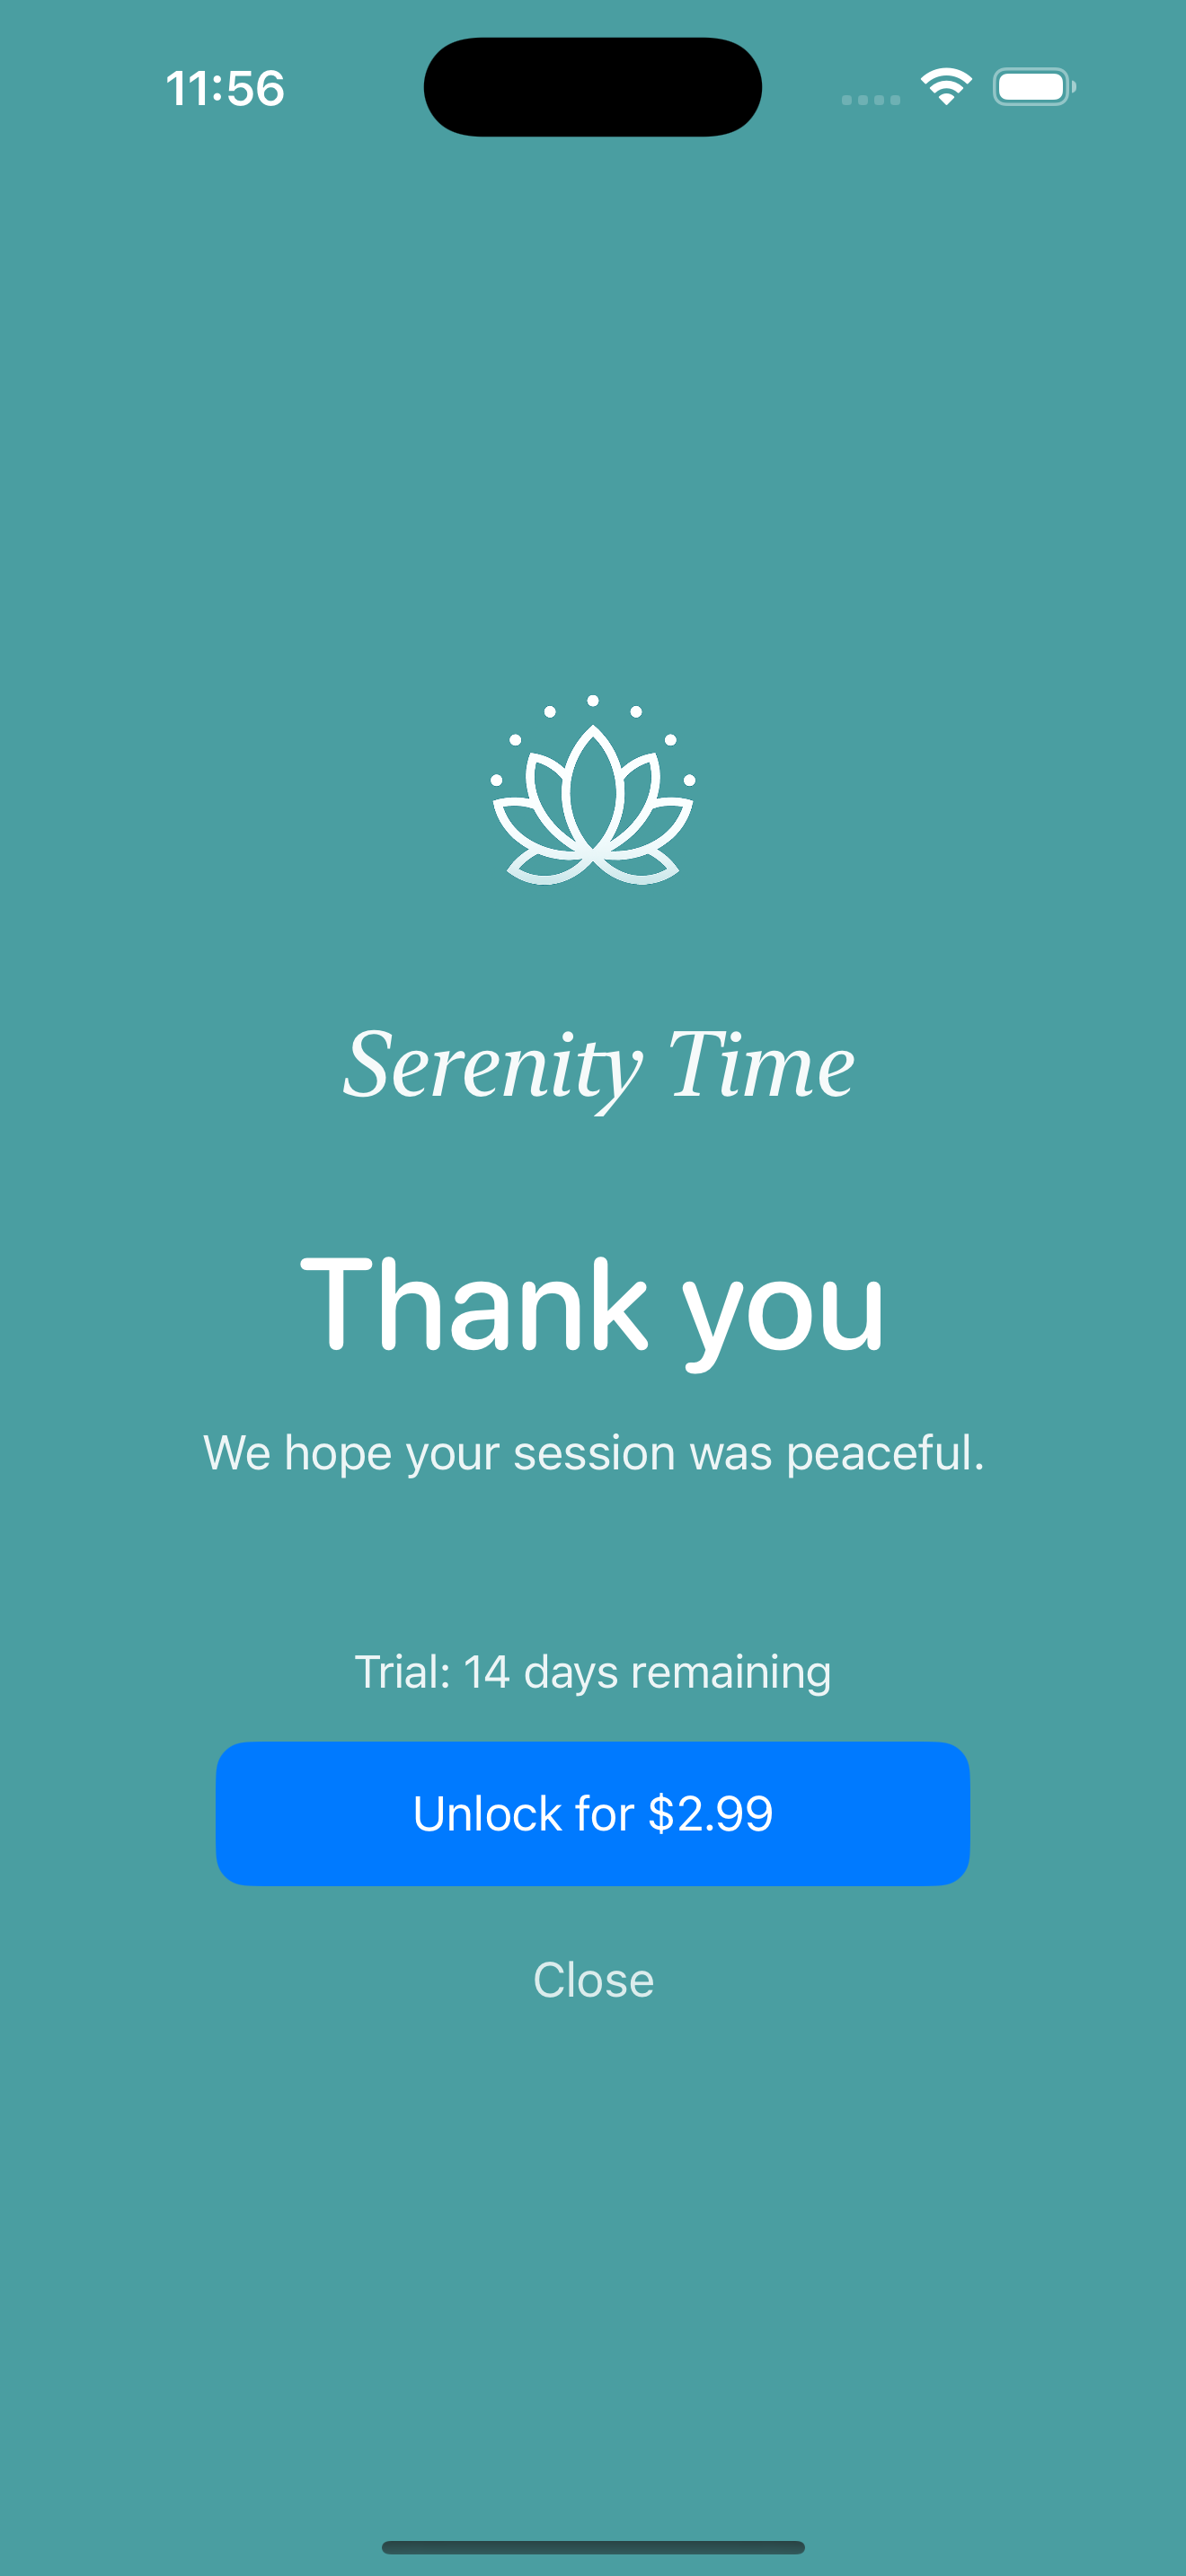 11:56
Serenity Time
Thank you
We hope your session was peaceful.
Trial: 14 days remaining
Unlock for $2.99
Close